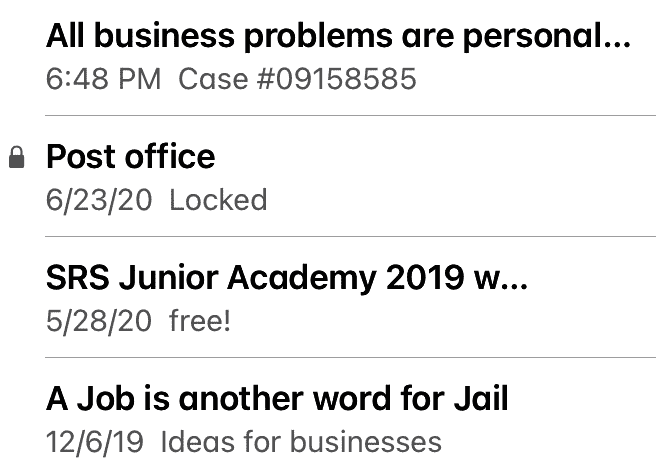 All business problems are personal...
6:48 PM Case #09158585
Post office
6/23/20 Locked
SRS Junior Academy 2019 w...
5/28/20 free!
A Job is another word for Jail
12/6/19 Ideas for businesses